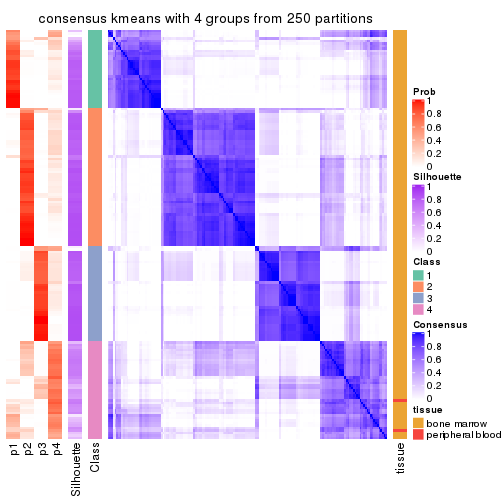 consensus kmeans with 4 groups from 250 partitions
Prob
1
0.8
0.6
0.4
0.2
0
Silhouette
1
0.8
0.6
0.4
0.2
0
Class
1
2
3
4
Consensus
1
0.8
0.6
0.4
0.2
0
tissue
bone marrow
peripheral blood
p1
p2
p3
p4
Silhouette
Class
tissue